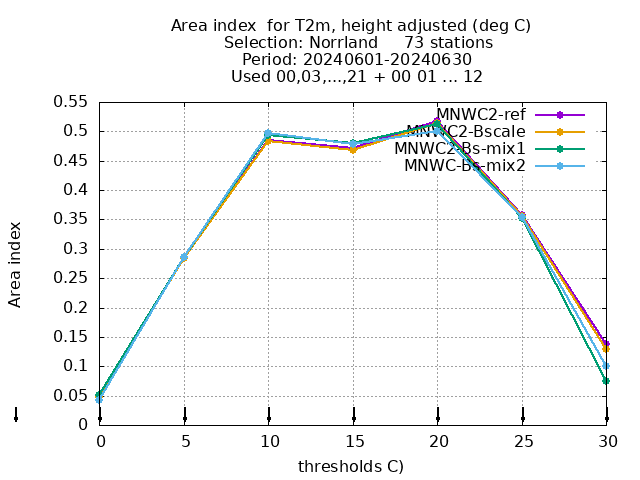 Area index  for T2m, height adjusted (deg C)
Selection: Norrland     73 stations
Period: 20240601-20240630
Used 00,03,...,21 + 00 01 ... 12
0.55
0.5
0.45
0.4
0.35
0.3
0.25
0.2
0.15
0.1
0.05
0
Area index
MNWC2-ref
MNWC2-Bscale
MNWC2-Bs-mix1
MNWC-Bs-mix2
0 5 10 15 20 25 30
thresholds C)